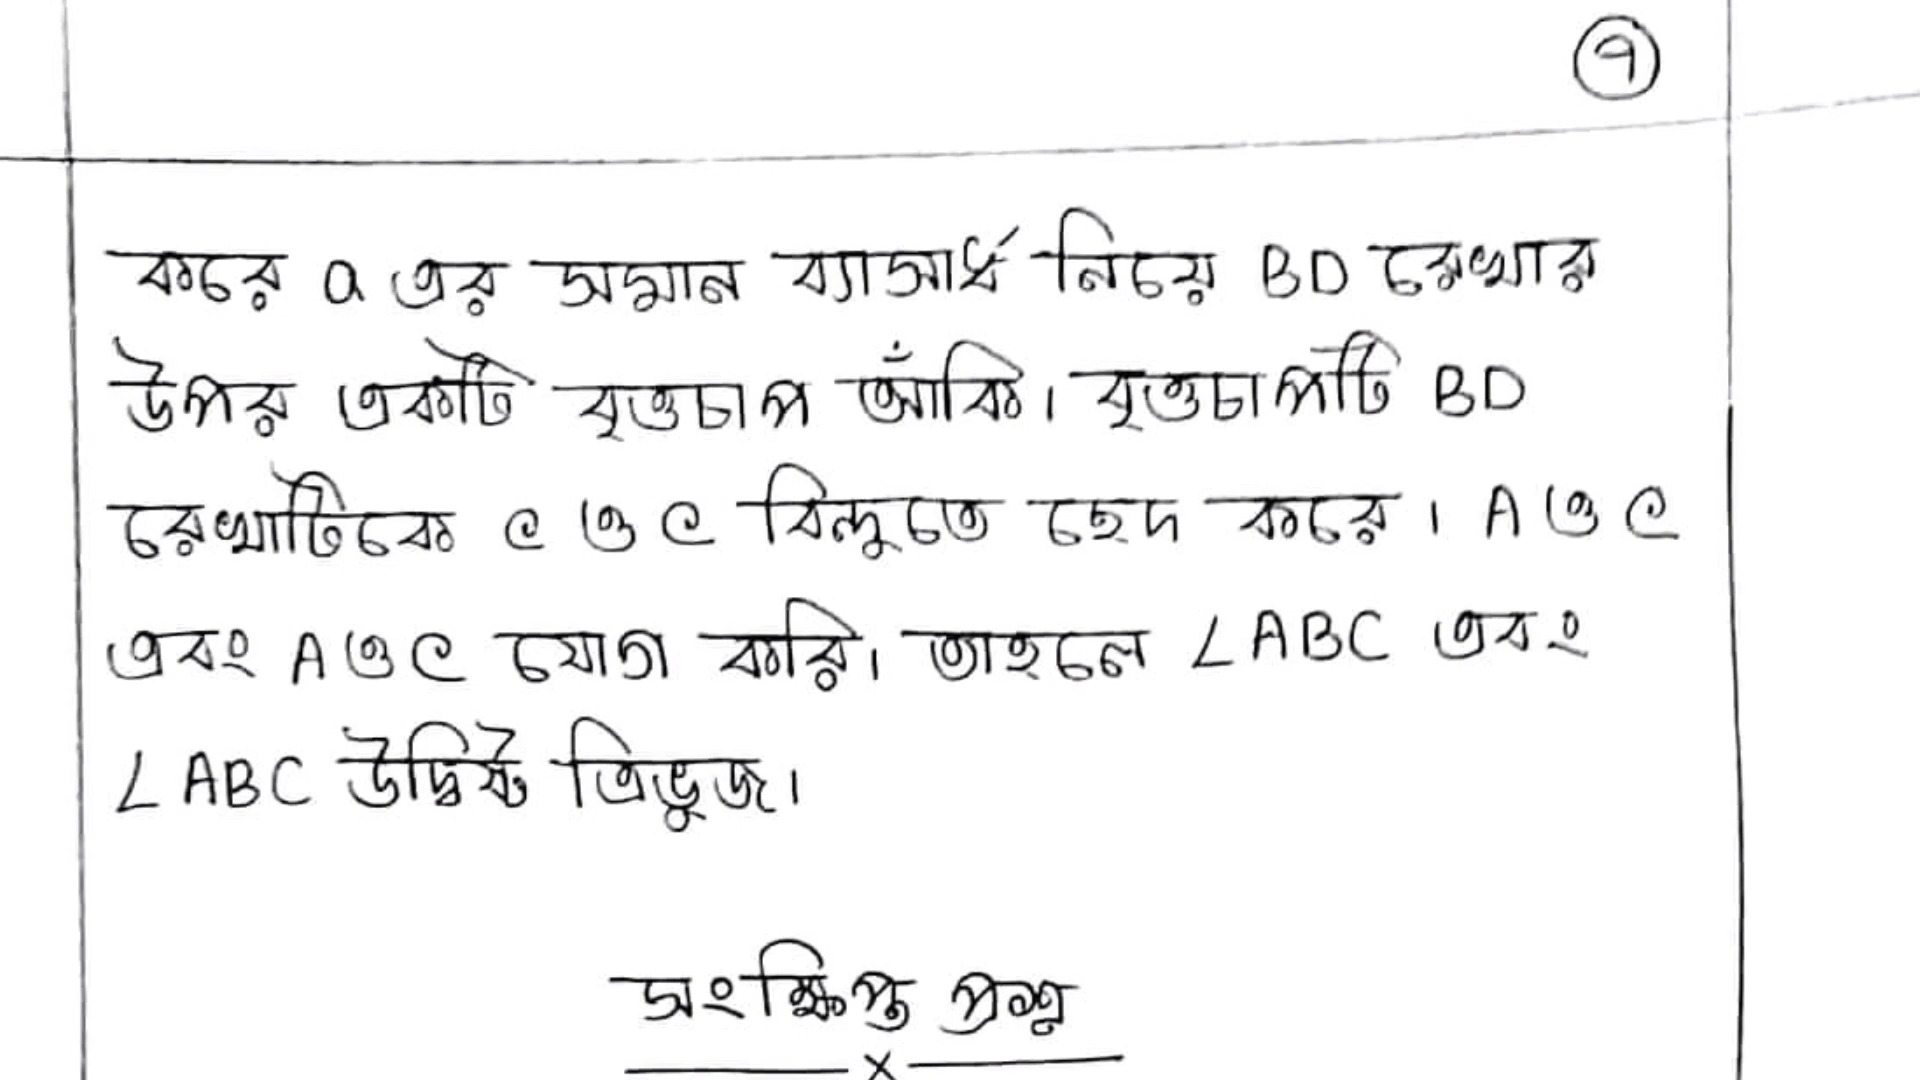 ৭
করে a এর সমান ব্যাসার্ধ নিয়ে BD রেখার
উপর একটি বৃত্তচাপ আঁকি। বৃত্তচাপটি BD
রেখাটিকে C ও C বিন্দুতে ছেদ করে। A ও C
এবং A ও C যোগ করি। তাহলে ∠ABC এবং
∠ABC উদ্দিষ্ট ত্রিভুজ।
সংক্ষিপ্ত প্রশ্ন
x